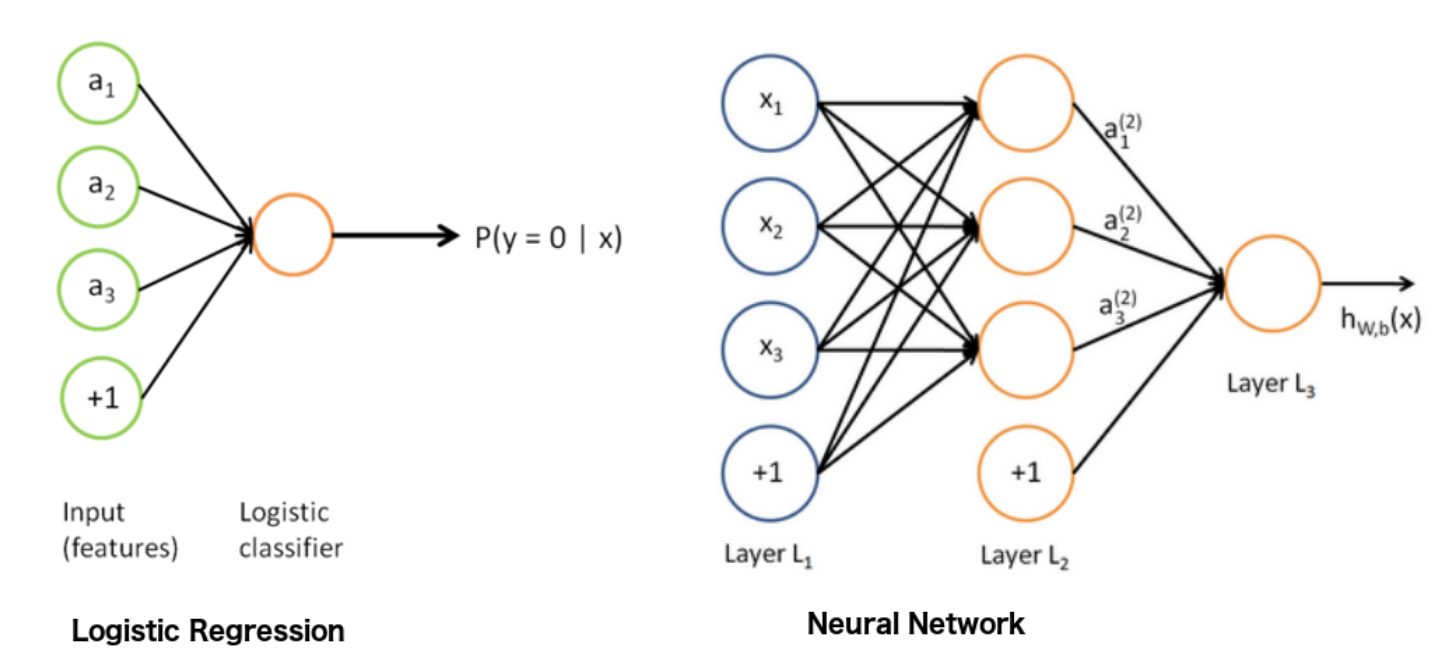 a₁
a₂
a₃
+1
P(y = 0 | x)
Input
(features)
Logistic
classifier
Logistic Regression
x₁
x₂
x₃
+1
Layer L₁
a₁⁽²⁾
a₂⁽²⁾
a₃⁽²⁾
+1
Layer L₂
h_W,b(x)
Layer L₃
Neural Network